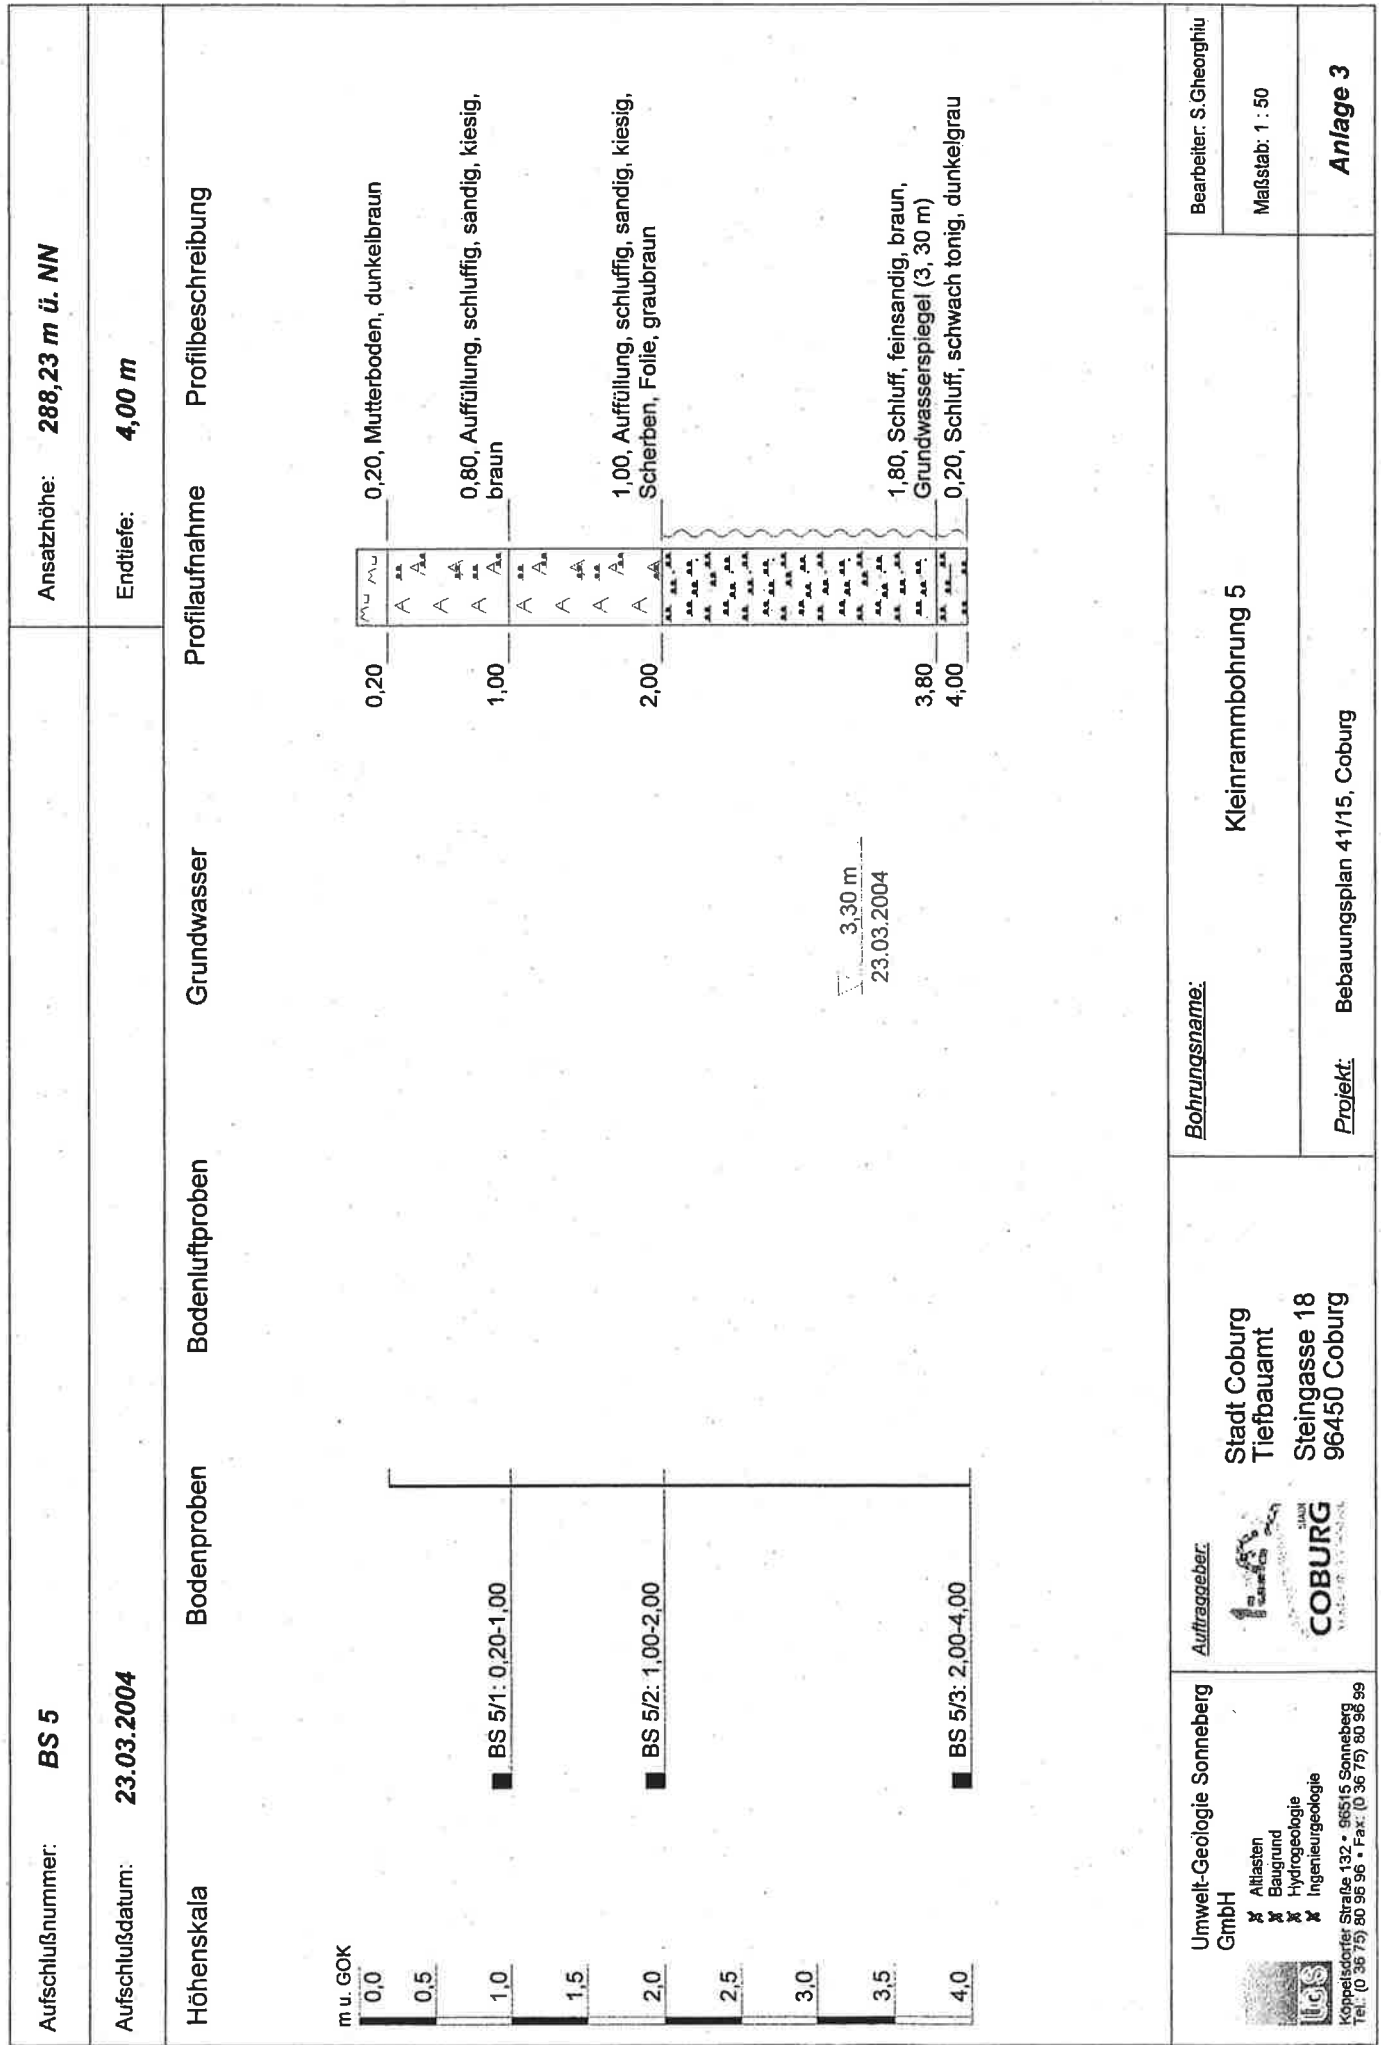 Aufschlußnummer: BS 5
Ansatzhöhe: 288,23 m ü. NN
Aufschlußdatum: 23.03.2004
Endtiefe: 4,00 m
Höhenskala Bodenproben Bodenluftproben Grundwasser Profilaufnahme Profilbeschreibung
m u. GOK
0,0
0,5
1,0
1,5
2,0
2,5
3,0
3,5
4,0
BS 5/1: 0,20-1,00
BS 5/2: 1,00-2,00
BS 5/3: 2,00-4,00
3,30 m
23.03.2004
0,20
1,00
2,00
3,80
4,00
Mu Mu
A A A
A A A
A A A A
A A A A
0,20, Mutterboden, dunkelbraun
0,80, Auffüllung, schluffig, sandig, kiesig,
braun
1,00, Auffüllung, schluffig, sandig, kiesig,
Scherben, Folie, graubraun
1,80, Schluff, feinsandig, braun,
Grundwasserspiegel (3, 30 m)
0,20, Schluff, schwach tonig, dunkelgrau
Umwelt-Geologie Sonneberg
GmbH
Altlasten
Baugrund
Hydrogeologie
Ingenieurgeologie
UGS
Köppelsdorfer Straße 132 • 96515 Sonneberg
Tel.: (0 36 75) 80 96 96 • Fax: (0 36 75) 80 96 99
Auftraggeber:
STADT
COBURG
Stadt Coburg
Tiefbauamt
Steingasse 18
96450 Coburg
Bohrungsname:
Kleinrammbohrung 5
Projekt: Bebauungsplan 41/15, Coburg
Bearbeiter: S.Gheorghiu
Maßstab: 1 : 50
Anlage 3